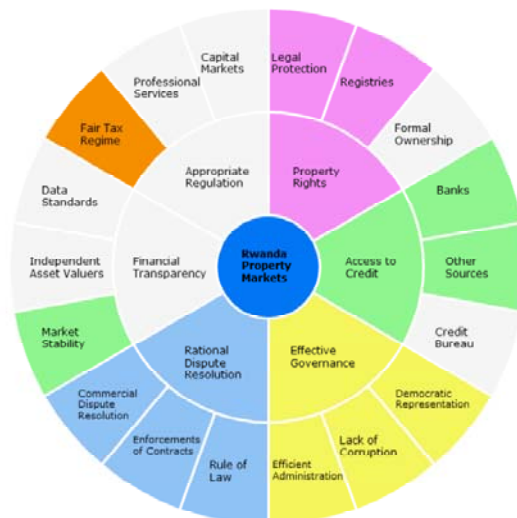 Capital
Markets
Legal
Protection
Professional
Services
Registries
Fair Tax
Regime
Formal
Ownership
Appropriate
Regulation
Property
Rights
Data
Standards
Banks
Independent
Asset Valuers
Financial
Transparency
Rwanda
Property
Markets
Access to
Credit
Other
Sources
Market
Stability
Credit
Bureau
Rational
Dispute
Resolution
Effective
Governance
Commercial
Dispute
Resolution
Democratic
Representation
Enforcements
of Contracts
Lack of
Corruption
Rule of
Law
Efficient
Administration